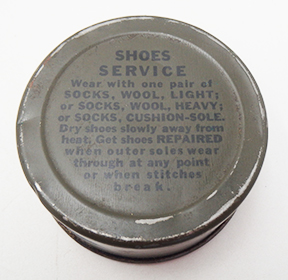 SHOES
SERVICE
Wear with one pair of
SOCKS, WOOL, LIGHT;
or SOCKS, WOOL, HEAVY;
or SOCKS, CUSHION-SOLE.
Dry shoes slowly away from
heat. Get shoes REPAIRED
when outer soles wear
through at any point
or when stitches
break.